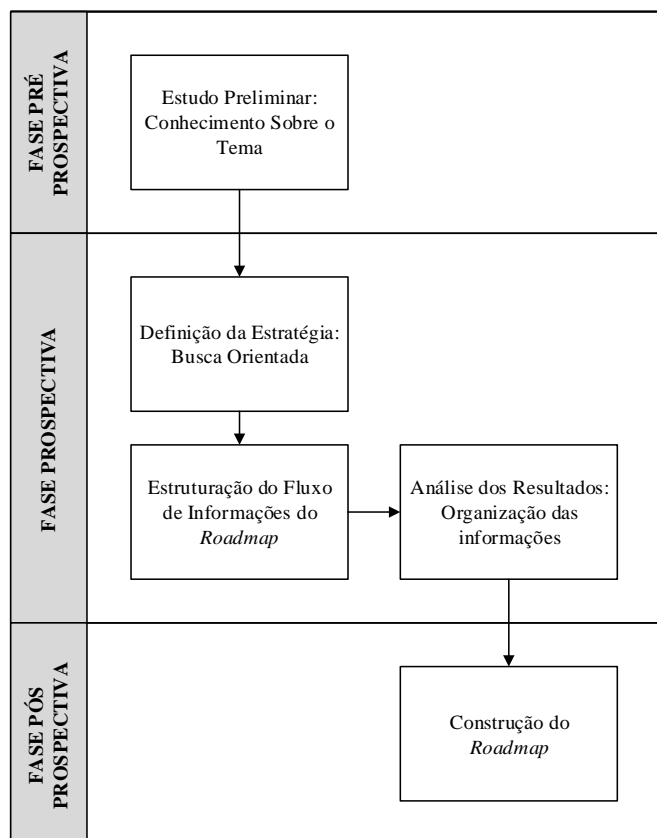 FASE PRÉ
PROSPECTIVA
Estudo Preliminar:
Conhecimento Sobre o
Tema
FASE PROSPECTIVA
Definição da Estratégia:
Busca Orientada
Estruturação do Fluxo
de Informações do
Roadmap
Análise dos Resultados:
Organização das
informações
FASE PÓS
PROSPECTIVA
Construção do
Roadmap